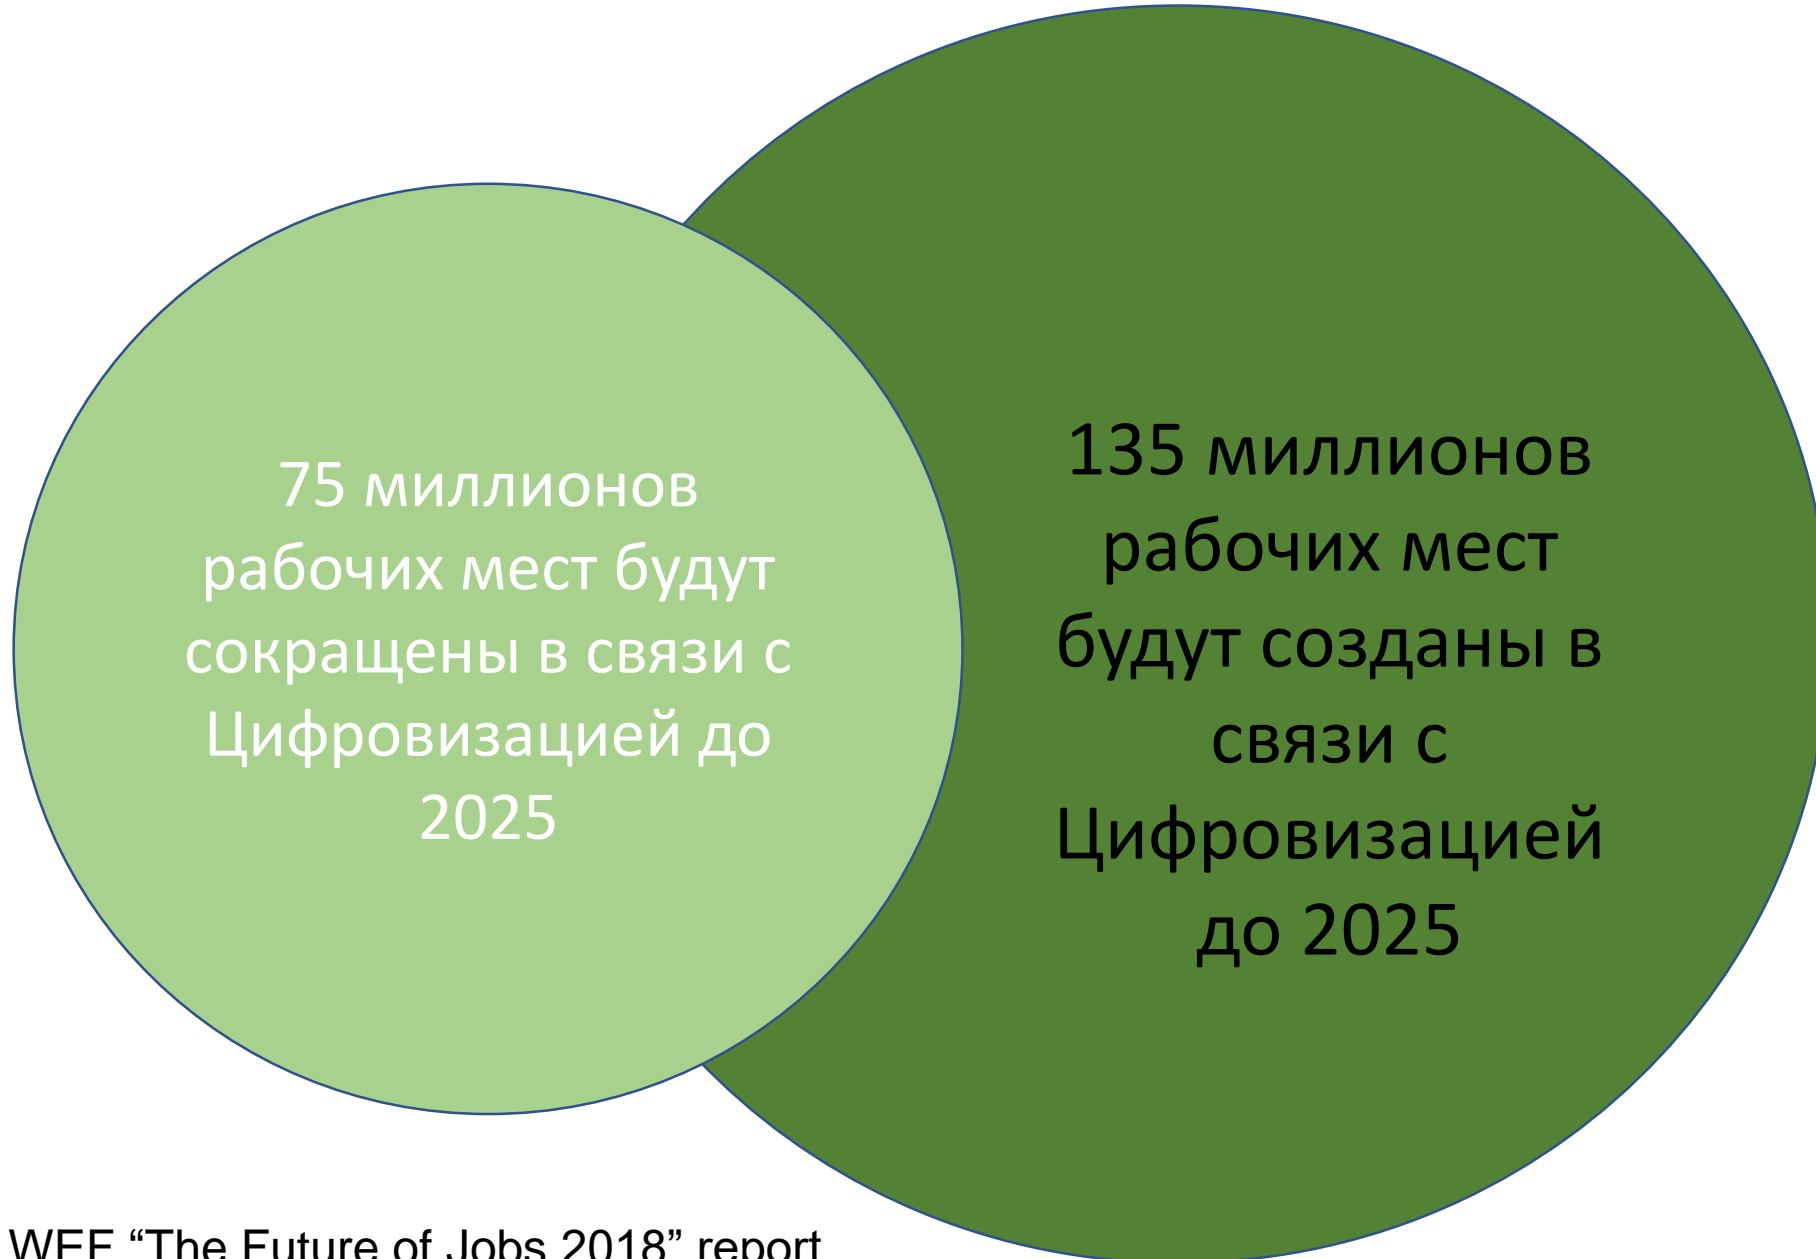 75 миллионов
рабочих мест будут
сокращены в связи с
Цифровизацией до
2025
135 миллионов
рабочих мест
будут созданы в
связи с
Цифровизацией
до 2025
WEF “The Future of Jobs 2018” report